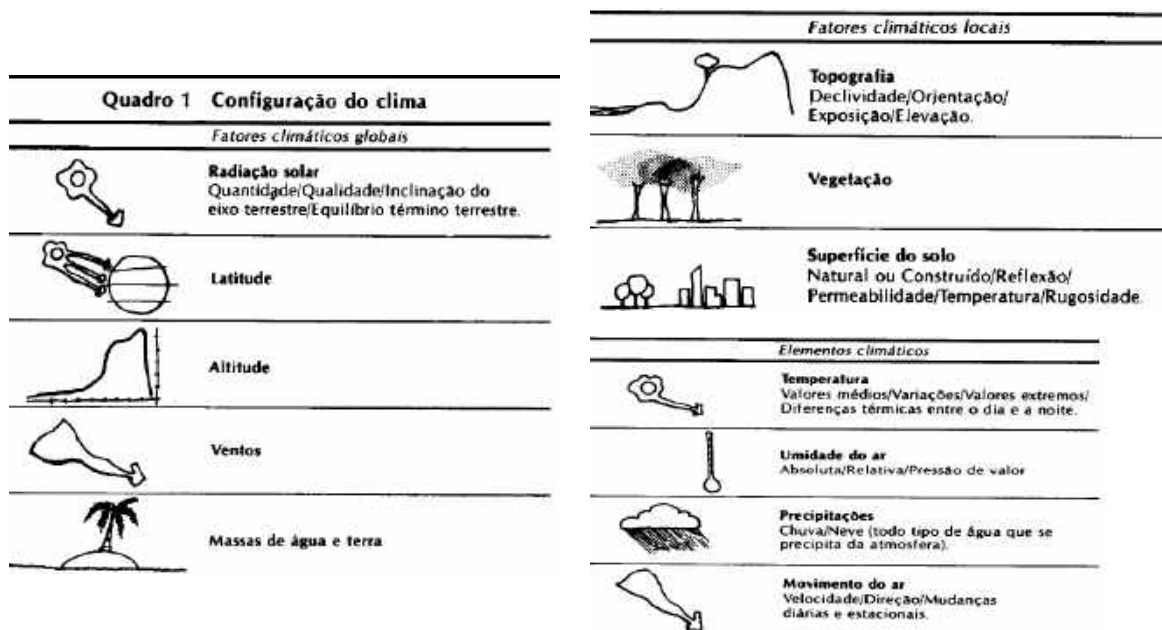 Quadro 1 Configuração do clima
Fatores climáticos globais
Radiação solar
Quantidade/Qualidade/Inclinação do
eixo terrestre/Equilíbrio término terrestre.
Latitude
Altitude
Ventos
Massas de água e terra
Fatores climáticos locais
Topografia
Declividade/Orientação/
Exposição/Elevação.
Vegetação
Superfície do solo
Natural ou Construído/Reflexão/
Permeabilidade/Temperatura/Rugosidade.
Elementos climáticos
Temperatura
Valores médios/Variações/Valores extremos/
Diferenças térmicas entre o dia e a noite.
Umidade do ar
Absoluta/Relativa/Pressão de valor
Precipitações
Chuva/Neve (todo tipo de água que se
precipita da atmosfera).
Movimento do ar
Velocidade/Direção/Mudanças
diárias e estacionais.